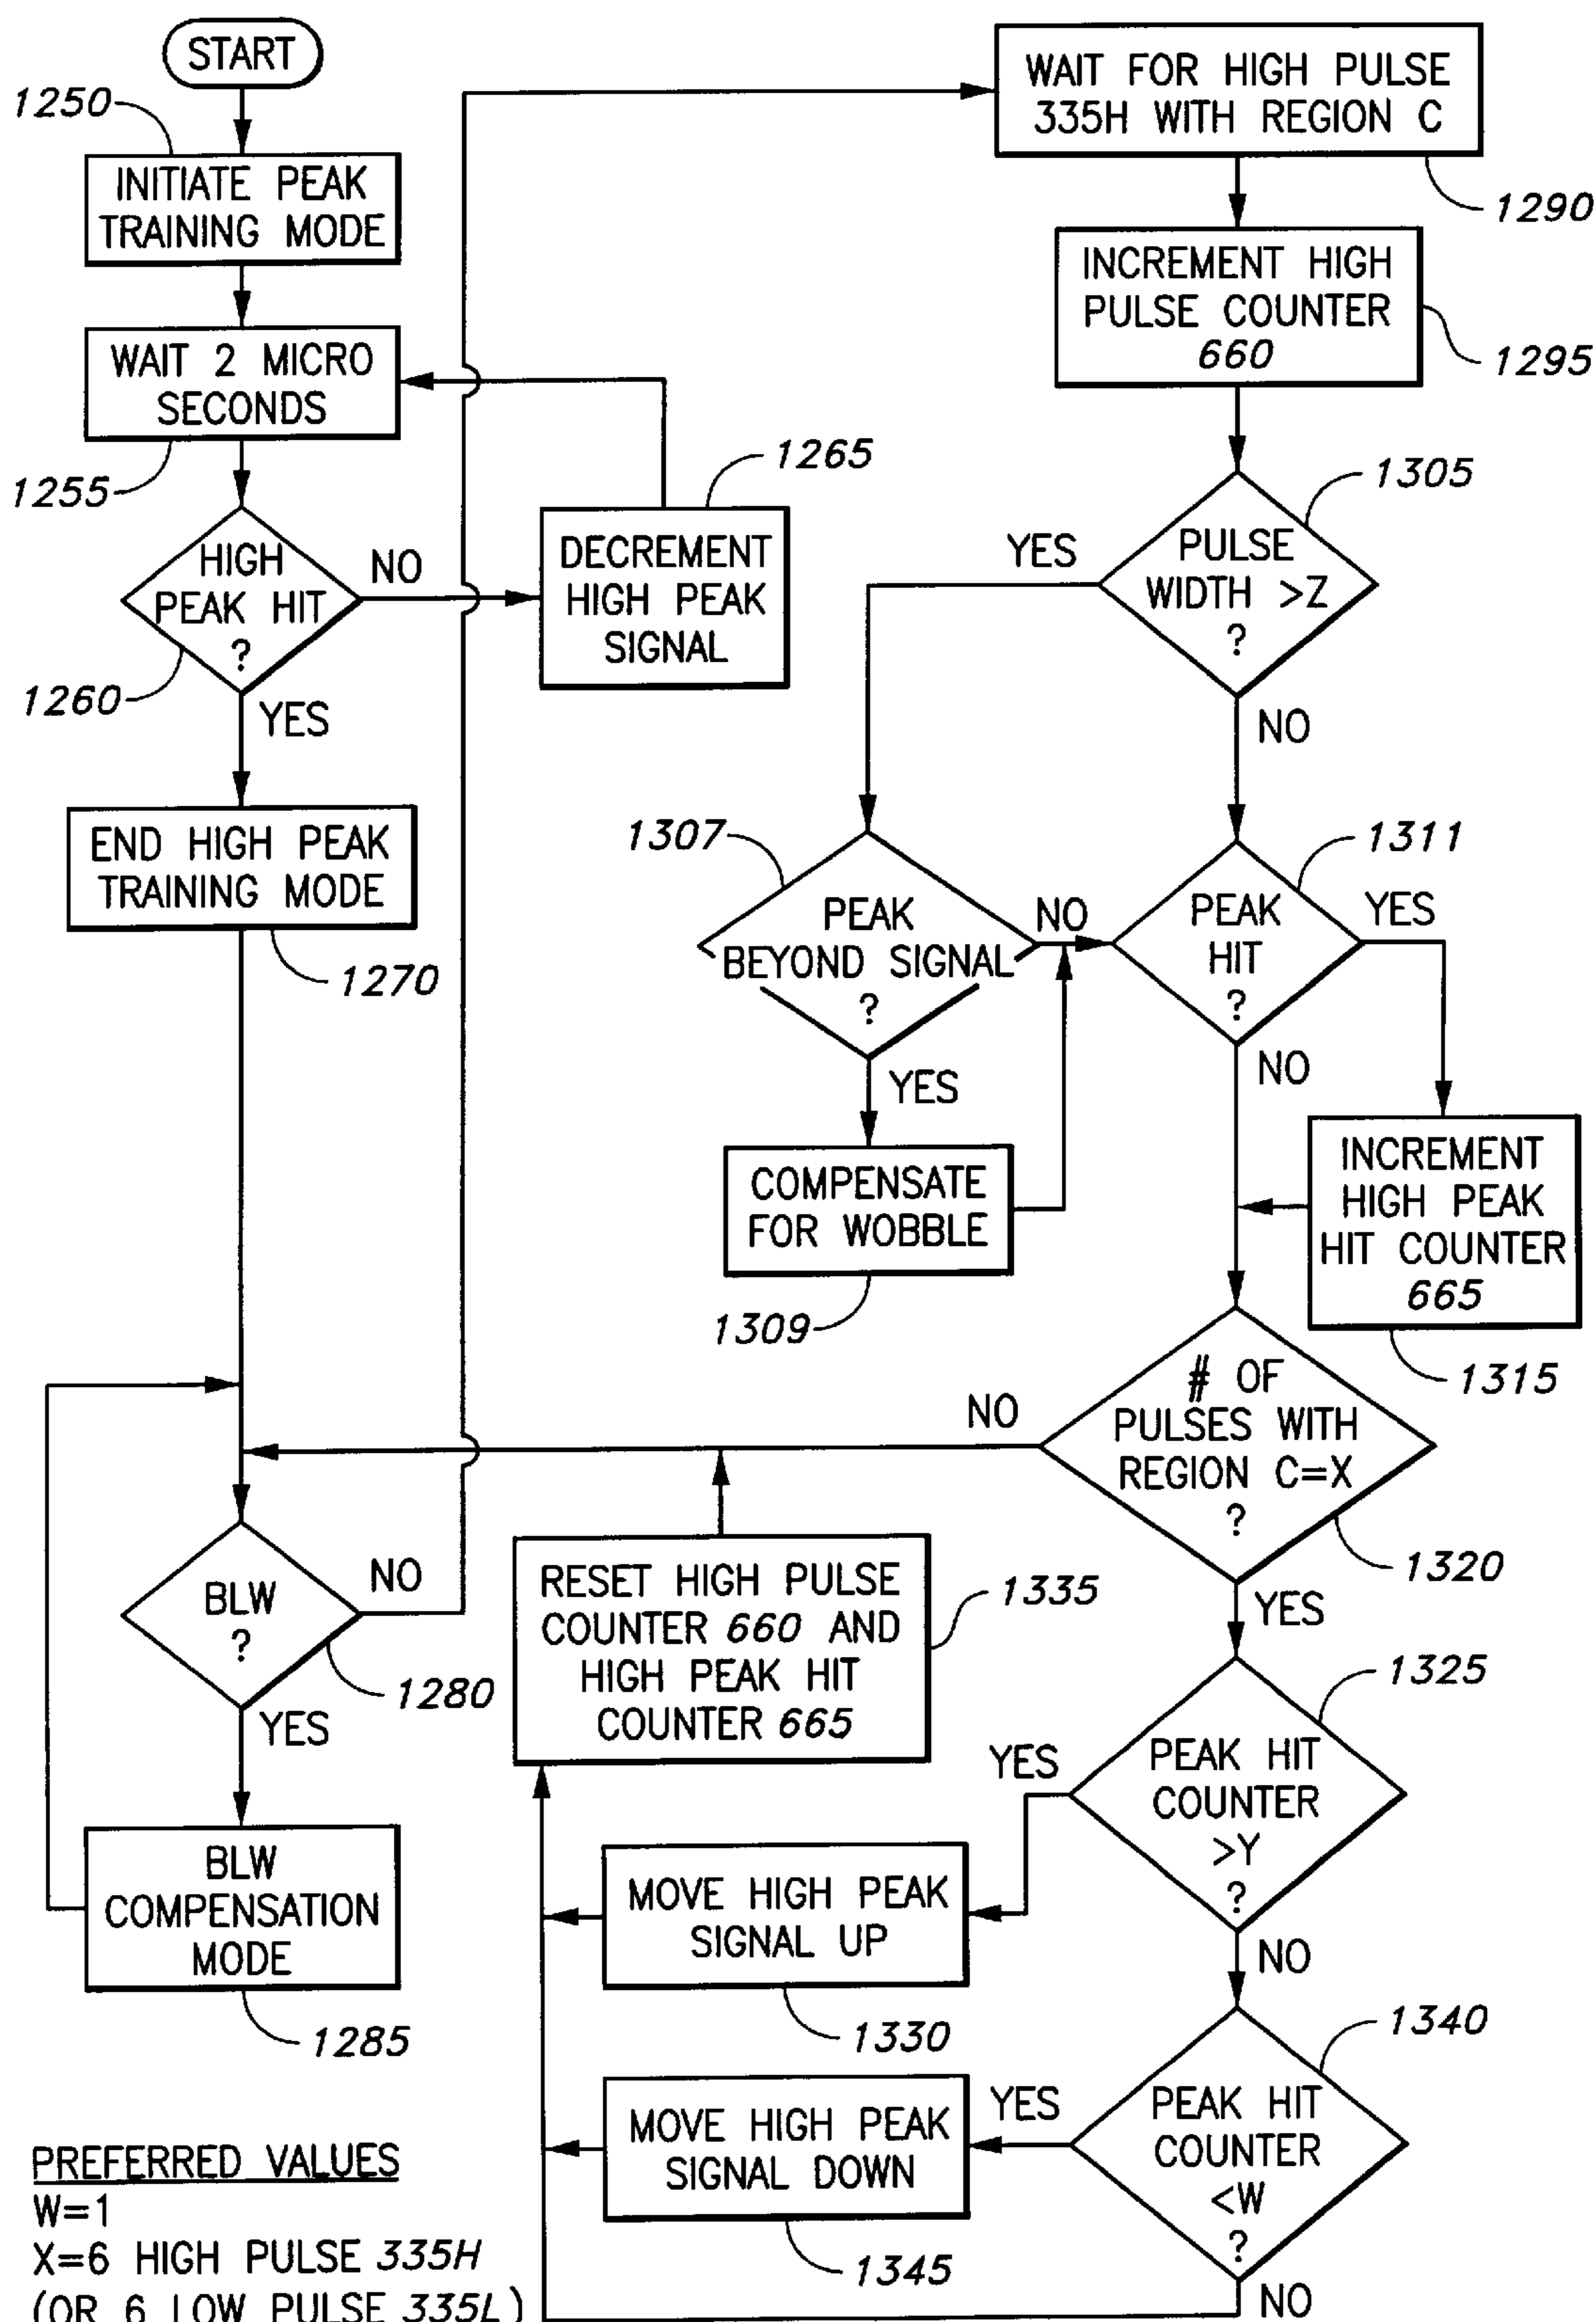 START
1250
INITIATE PEAK
TRAINING MODE
WAIT 2 MICRO
SECONDS
1255
HIGH
PEAK HIT
?
NO
1260
YES
1265
DECREMENT
HIGH PEAK
SIGNAL
END HIGH PEAK
TRAINING MODE
1270
BLW
?
NO
1280
YES
BLW
COMPENSATION
MODE
1285
WAIT FOR HIGH PULSE
335H WITH REGION C
1290
INCREMENT HIGH
PULSE COUNTER
660
1295
1305
YES
PULSE
WIDTH >Z
?
NO
1307
PEAK
BEYOND SIGNAL
?
NO
YES
COMPENSATE
FOR WOBBLE
1309
1311
PEAK
HIT
?
YES
NO
INCREMENT
HIGH PEAK
HIT COUNTER
665
1315
# OF
PULSES WITH
REGION C=X
?
NO
1320
YES
RESET HIGH PULSE
COUNTER 660 AND
HIGH PEAK HIT
COUNTER 665
1335
1325
PEAK HIT
COUNTER
>Y
?
YES
NO
MOVE HIGH PEAK
SIGNAL UP
1330
1340
PEAK HIT
COUNTER
<W
?
YES
NO
MOVE HIGH PEAK
SIGNAL DOWN
1345
PREFERRED VALUES
W=1
X=6 HIGH PULSE 335H
(OR 6 LOW PULSE 335L)